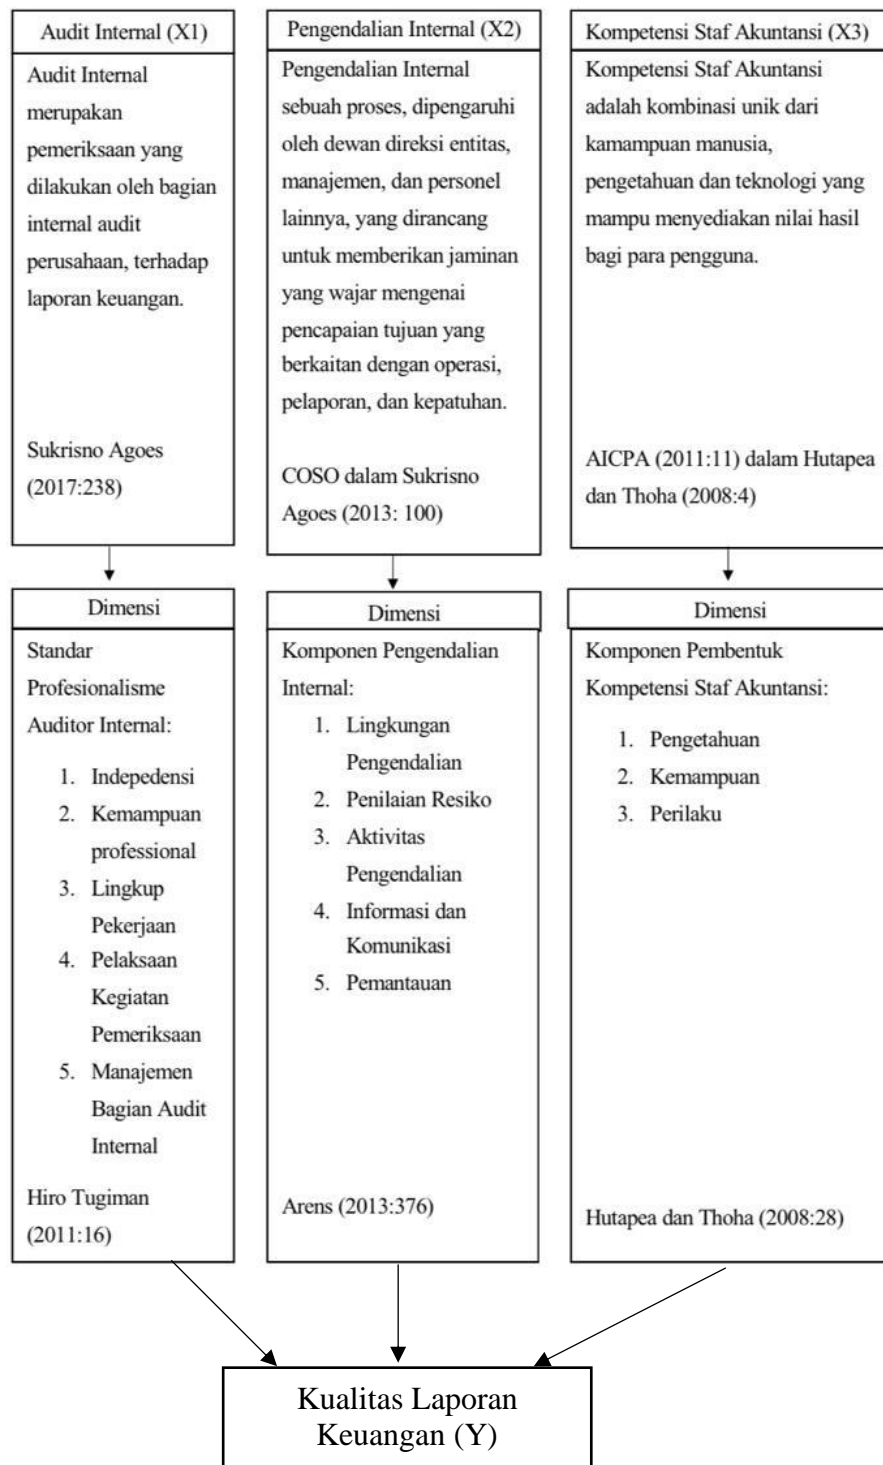 Audit Internal (X1)
Audit Internal
merupakan
pemeriksaan yang
dilakukan oleh bagian
internal audit
perusahaan, terhadap
laporan keuangan.
Sukrisno Agoes
(2017:238)
Pengendalian Internal (X2)
Pengendalian Internal
sebuah proses, dipengaruhi
oleh dewan direksi entitas,
manajemen, dan personel
lainnya, yang dirancang
untuk memberikan jaminan
yang wajar mengenai
pencapaian tujuan yang
berkaitan dengan operasi,
pelaporan, dan kepatuhan.
COSO dalam Sukrisno
Agoes (2013: 100)
Kompetensi Staf Akuntansi (X3)
Kompetensi Staf Akuntansi
adalah kombinasi unik dari
kamampuan manusia,
pengetahuan dan teknologi yang
mampu menyediakan nilai hasil
bagi para pengguna.
AICPA (2011:11) dalam Hutapea
dan Thoha (2008:4)
Dimensi
Standar
Profesionalisme
Auditor Internal:
1. Indepedensi
2. Kemampuan
professional
3. Lingkup
Pekerjaan
4. Pelaksaan
Kegiatan
Pemeriksaan
5. Manajemen
Bagian Audit
Internal
Hiro Tugiman
(2011:16)
Dimensi
Komponen Pengendalian
Internal:
1. Lingkungan
Pengendalian
2. Penilaian Resiko
3. Aktivitas
Pengendalian
4. Informasi dan
Komunikasi
5. Pemantauan
Arens (2013:376)
Dimensi
Komponen Pembentuk
Kompetensi Staf Akuntansi:
1. Pengetahuan
2. Kemampuan
3. Perilaku
Hutapea dan Thoha (2008:28)
Kualitas Laporan
Keuangan (Y)